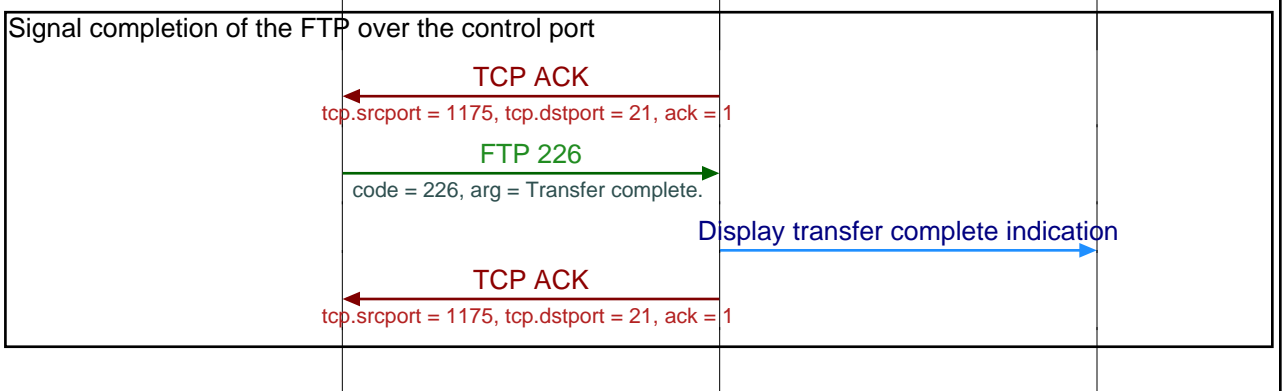 Signal completion of the FTP over the control port
TCP ACK
tcp.srcport = 1175, tcp.dstport = 21, ack = 1
FTP 226
code = 226, arg = Transfer complete.
Display transfer complete indication
TCP ACK
tcp.srcport = 1175, tcp.dstport = 21, ack = 1